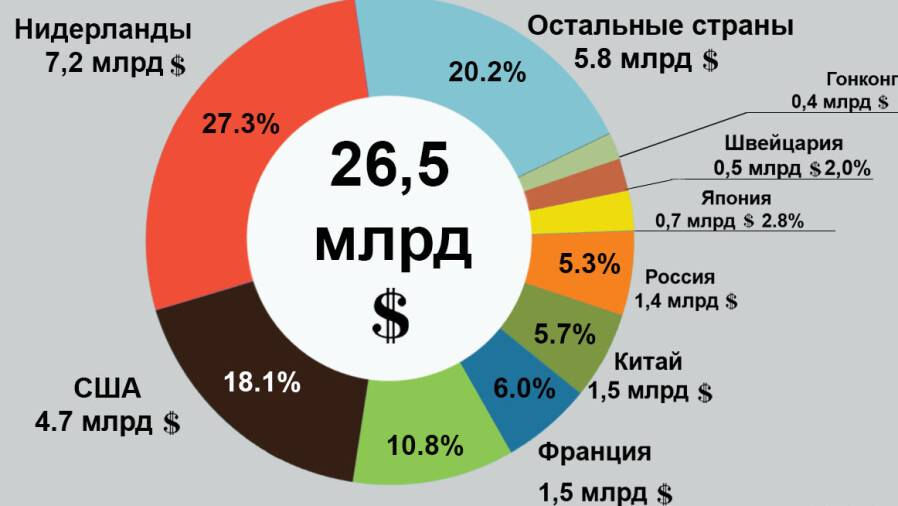 Нидерланды
7,2 млрд $
27.3%
Остальные страны
5.8 млрд $
20.2%
Гонконг
0,4 млрд $
Швейцария
0,5 млрд $ 2,0%
Япония
0,7 млрд $ 2.8%
5.3%
Россия
1,4 млрд $
5.7%
Китай
1,5 млрд $
6.0%
Франция
1,5 млрд $
10.8%
18.1%
США
4.7 млрд $
26,5
млрд
$